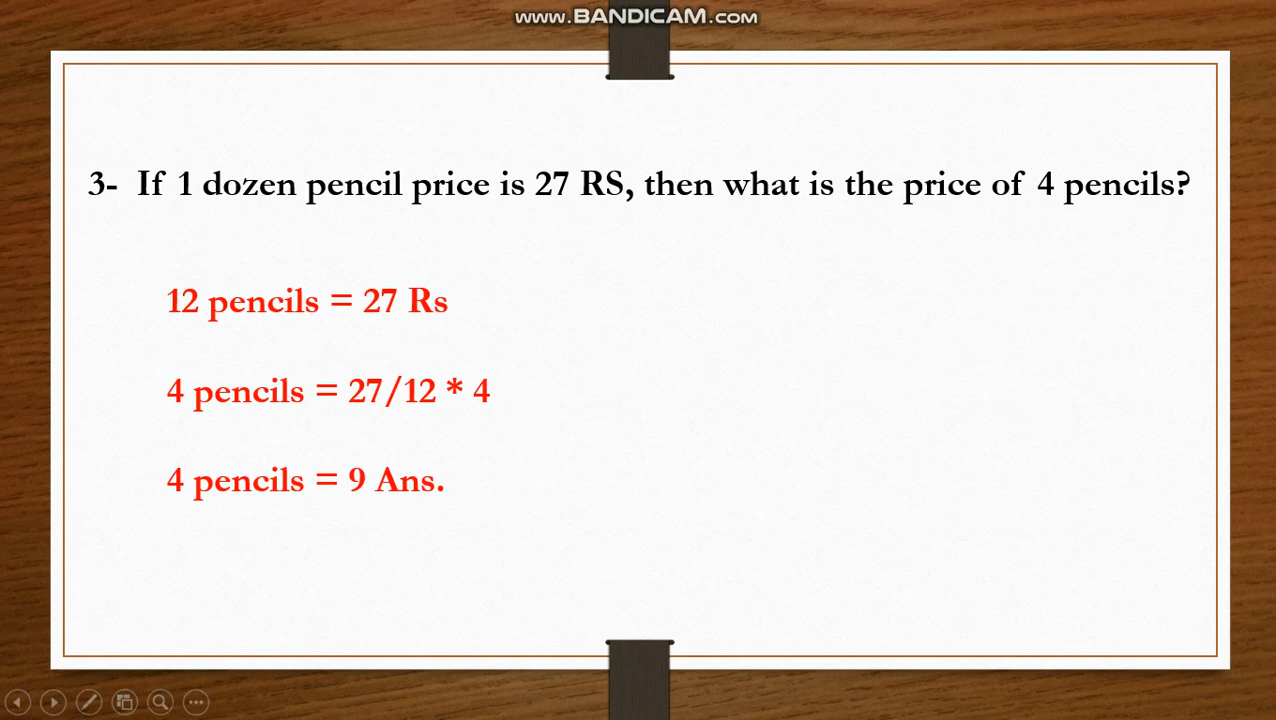 www.BANDICAM.com
3- If 1 dozen pencil price is 27 RS, then what is the price of 4 pencils?
12 pencils = 27 Rs
4 pencils = 27/12 * 4
4 pencils = 9 Ans.